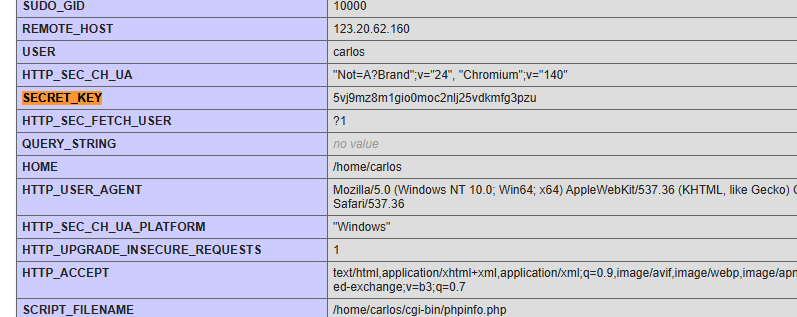 SUDO_GID 10000
REMOTE_HOST 123.20.62.160
USER carlos
HTTP_SEC_CH_UA "Not=A?Brand";v="24", "Chromium";v="140"
SECRET_KEY 5vj9mz8m1gio0moc2nlj25vdkmfg3pzu
HTTP_SEC_FETCH_USER ?1
QUERY_STRING no value
HOME /home/carlos
HTTP_USER_AGENT Mozilla/5.0 (Windows NT 10.0; Win64; x64) AppleWebKit/537.36 (KHTML, like Gecko)
Safari/537.36
HTTP_SEC_CH_UA_PLATFORM "Windows"
HTTP_UPGRADE_INSECURE_REQUESTS 1
HTTP_ACCEPT text/html,application/xhtml+xml,application/xml;q=0.9,image/avif,image/webp,image/apn
ed-exchange;v=b3;q=0.7
SCRIPT_FILENAME /home/carlos/cgi-bin/phpinfo.php